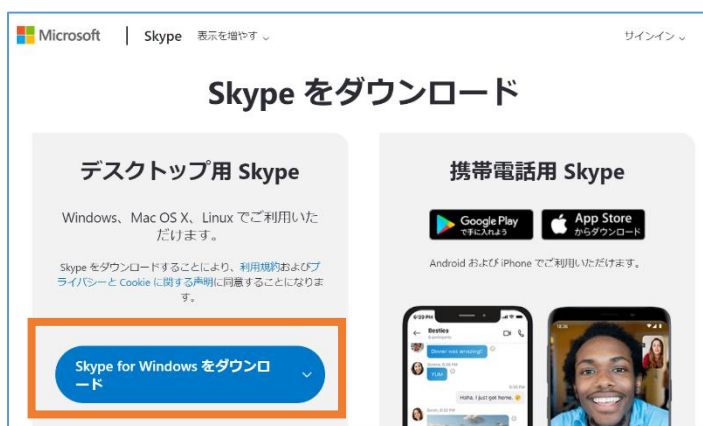 Microsoft Skype 表示を増やす サインイン
Skype をダウンロード
デスクトップ用 Skype
Windows、Mac OS X、Linux でご利用いた
だけます。
Skype をダウンロードすることにより、利用規約およびプ
ライバシーと Cookie に関する声明に同意することになりま
す。
Skype for Windows をダウンロ
ード
携帯電話用 Skype
Google Play
で手に入れよう
App Store
からダウンロード
Android および iPhone でご利用いただけます。
Besties
Dinner was amazing!
YUM
Haha, I just got home.